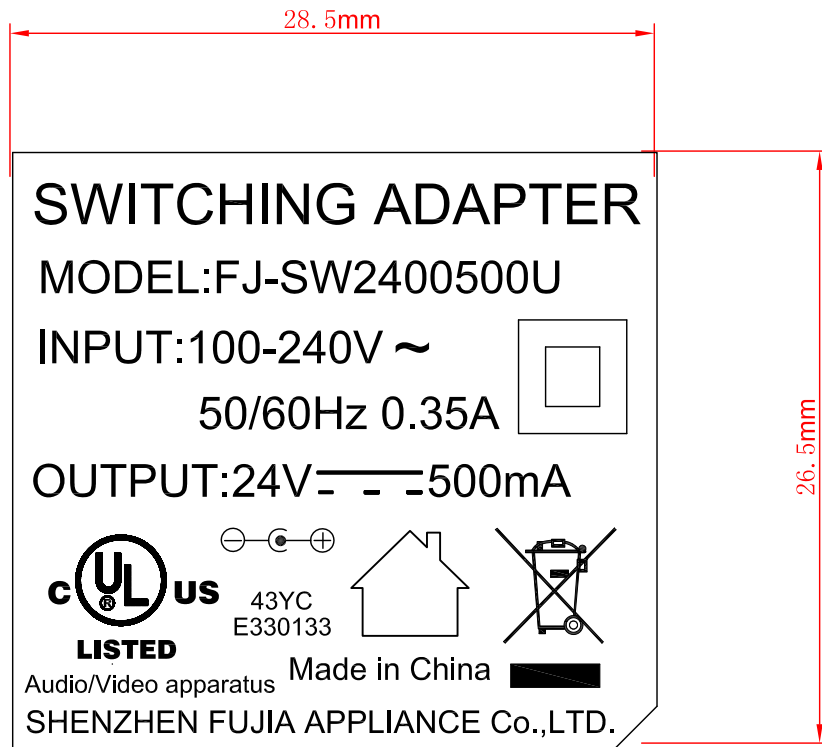 28.5mm
SWITCHING ADAPTER
MODEL:FJ-SW2400500U
INPUT:100-240V ~
50/60Hz 0.35A
26.5mm
OUTPUT:24V⎓500mA
C UL ® US
LISTED
43YC
E330133
Audio/Video apparatus
Made in China
SHENZHEN FUJIA APPLIANCE Co.,LTD.